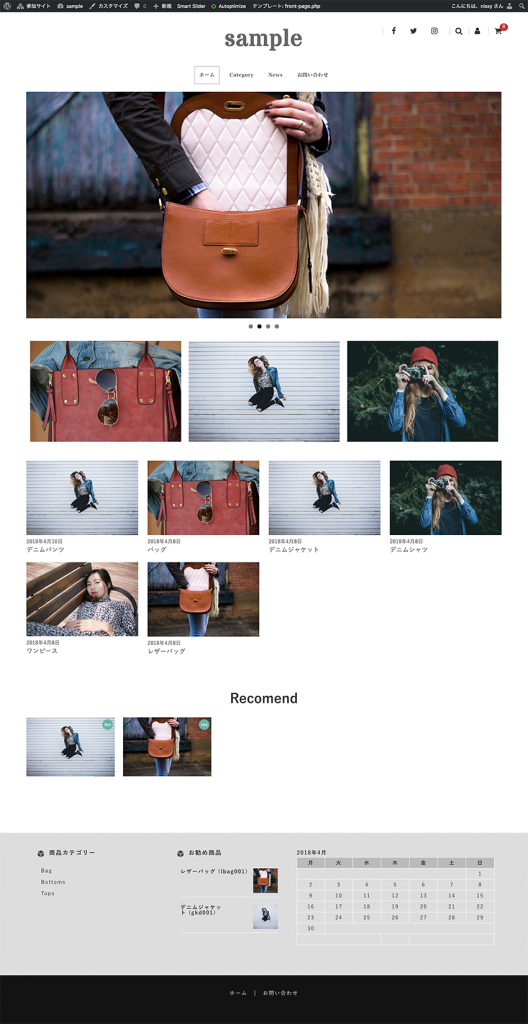 参加サイト sample カスタマイズ 0 新規 Smart Slider Autoptimize テンプレート: front-page.php こんにちは、nissy さん
sample
0
ホーム Category News お問い合わせ
2018年4月10日 2018年4月8日 2018年4月8日 2018年4月8日
デニムパンツ バッグ デニムジャケット デニムシャツ
2018年4月8日 2018年4月8日
ワンピース レザーバッグ
Recomend
商品カテゴリー
Bag
Bottoms
Tops
お勧め商品
レザーバッグ (lbag001)
デニムジャケッ
ト (gkd001)
2018年4月
月 火 水 木 金 土 日
1
2 3 4 5 6 7 8
9 10 11 12 13 14 15
16 17 18 19 20 21 22
23 24 25 26 27 28 29
30
ホーム | お問い合わせ